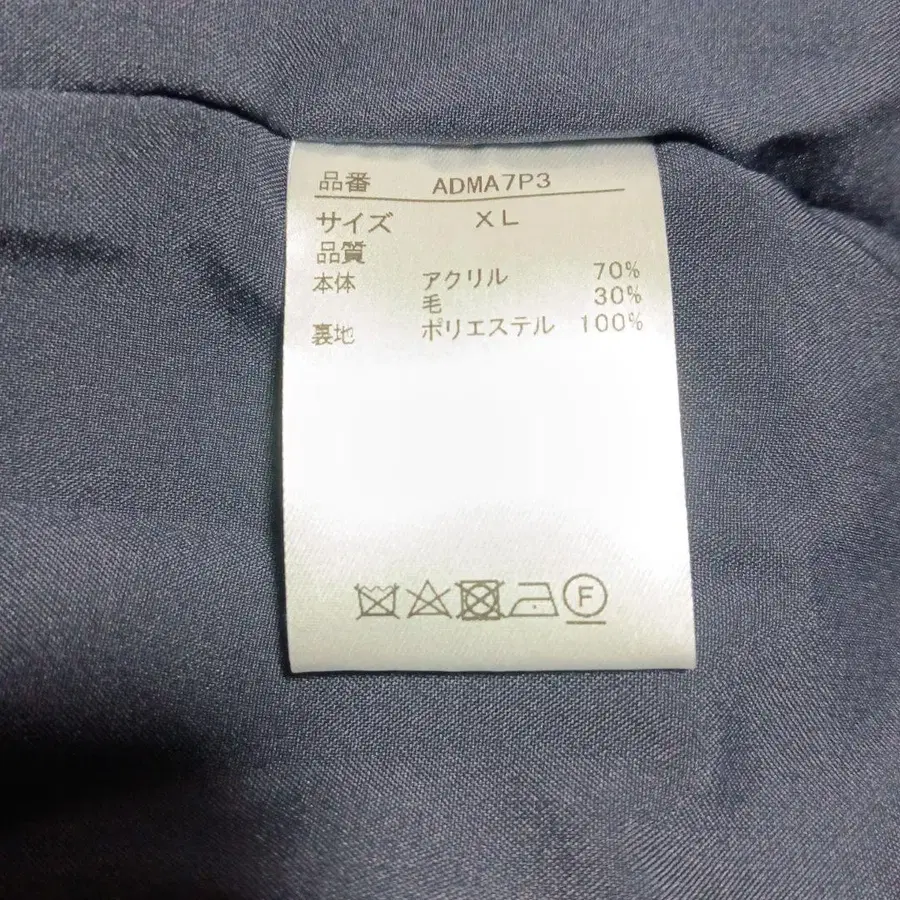 品番 ADMA7P3
サイズ XL
品質
本体 アクリル 70%
毛 30%
裏地 ポリエステル 100%
F